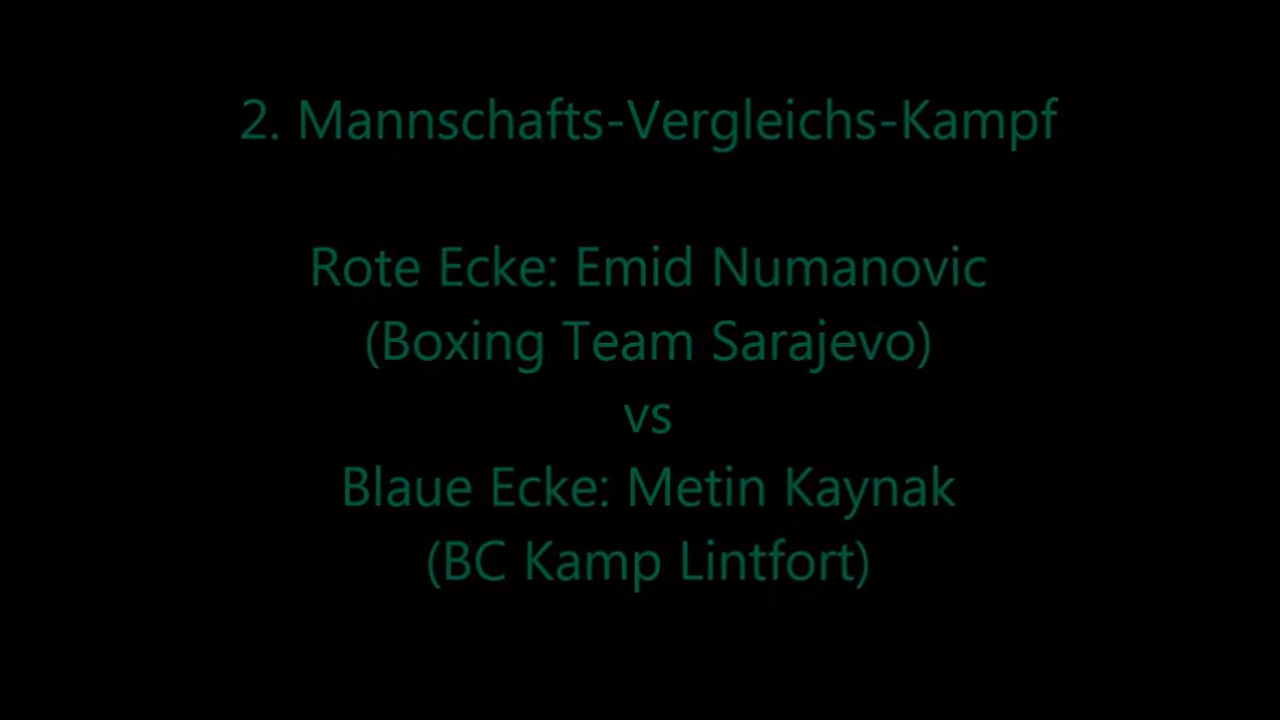 2. Mannschafts-Vergleichs-Kampf
Rote Ecke: Emid Numanovic
(Boxing Team Sarajevo)
vs
Blaue Ecke: Metin Kaynak
(BC Kamp Lintfort)